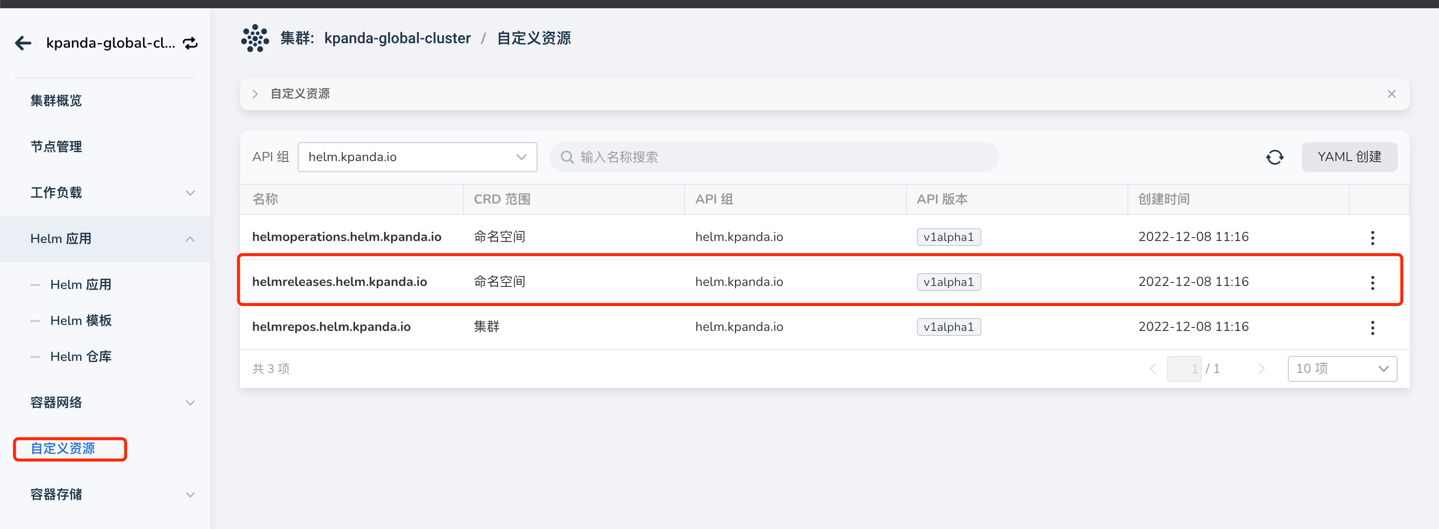 kpanda-global-cl...
集群概览
节点管理
工作负载
Helm 应用
Helm 应用
Helm 模板
Helm 仓库
容器网络
自定义资源
容器存储
集群: kpanda-global-cluster / 自定义资源
自定义资源
API 组 helm.kpanda.io 输入名称搜索 YAML 创建
名称 CRD 范围 API 组 API 版本 创建时间
helmoperations.helm.kpanda.io 命名空间 helm.kpanda.io v1alpha1 2022-12-08 11:16
helmreleases.helm.kpanda.io 命名空间 helm.kpanda.io v1alpha1 2022-12-08 11:16
helmrepos.helm.kpanda.io 集群 helm.kpanda.io v1alpha1 2022-12-08 11:16
共 3 项 1 / 1 10 项